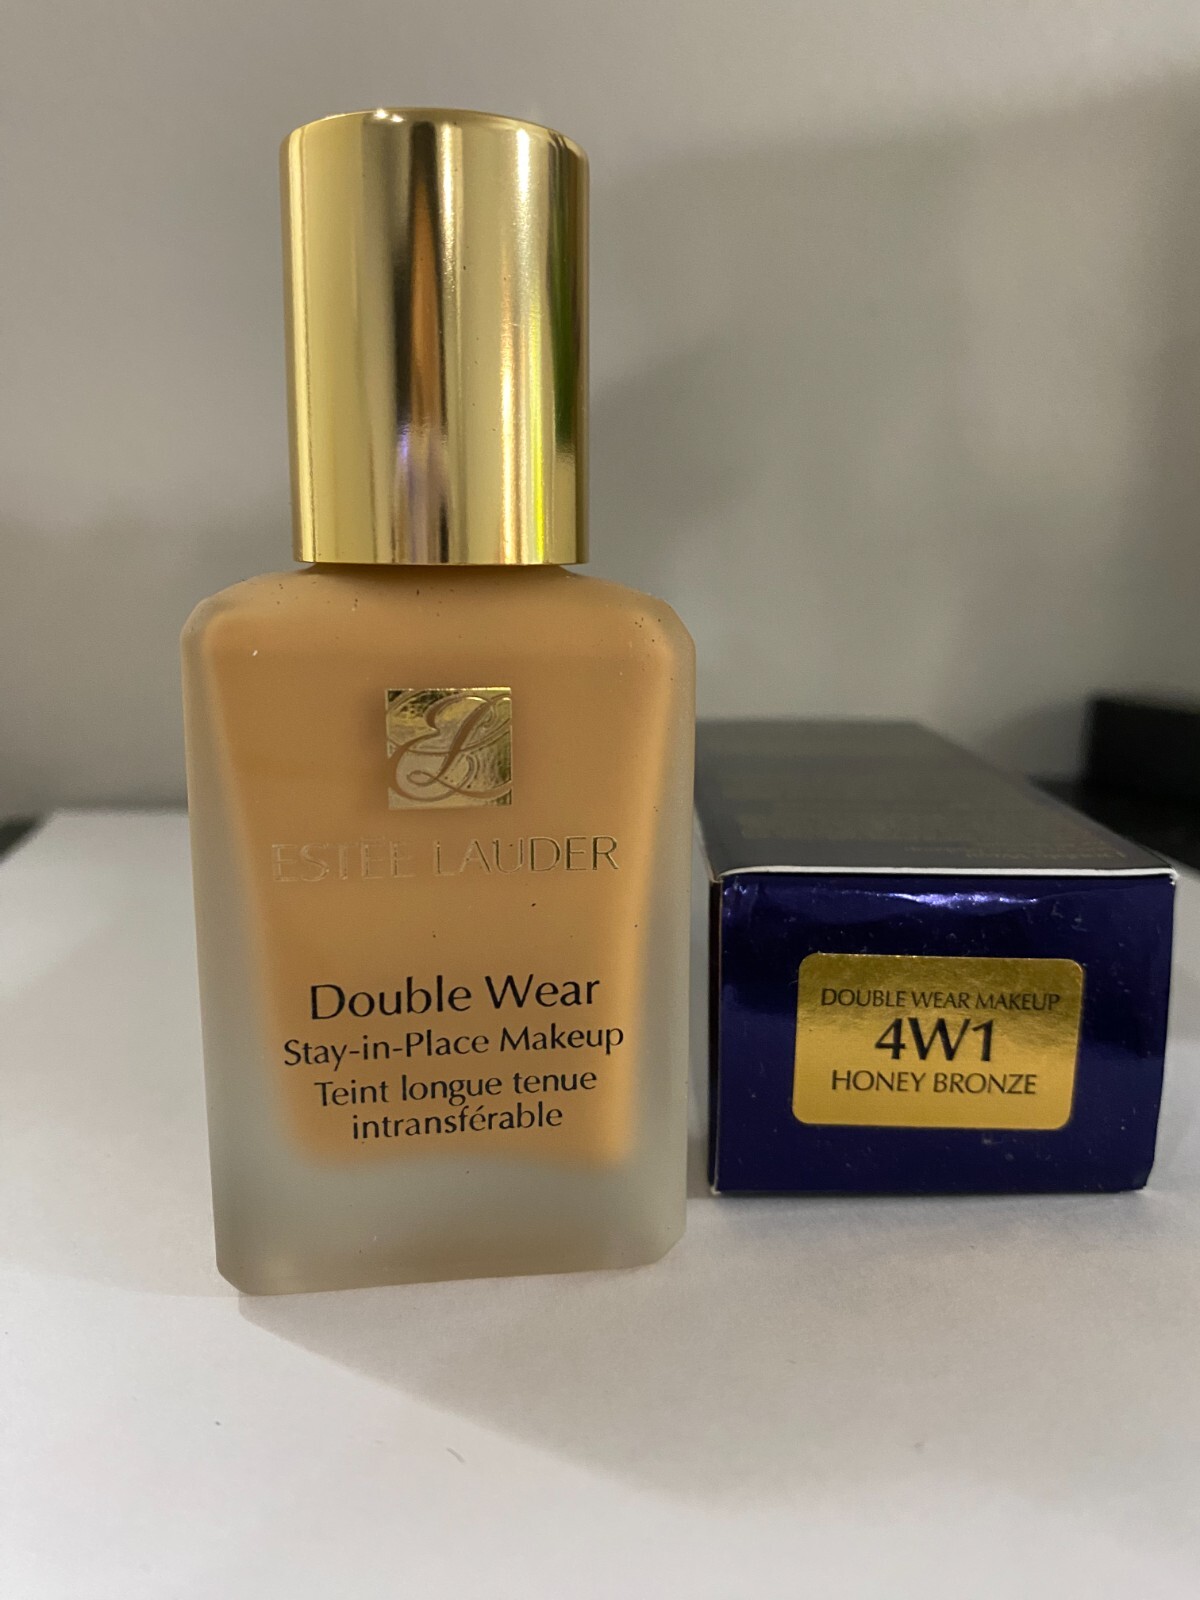 ESTĒE LAUDER
Double Wear
Stay-in-Place Makeup
Teint longue tenue
intransférable
DOUBLE WEAR MAKEUP
4W1
HONEY BRONZE